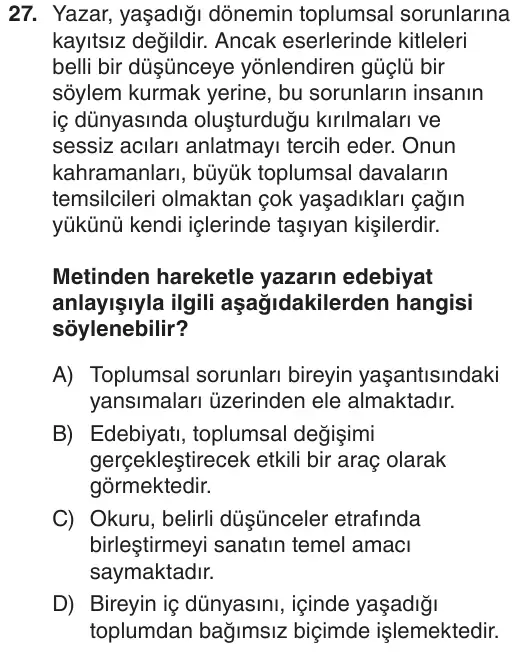 27. Yazar, yaşadığı dönemin toplumsal sorunlarına
kayıtsız değildir. Ancak eserlerinde kitleleri
belli bir düşünceye yönlendiren güçlü bir
söylem kurmak yerine, bu sorunların insanın
iç dünyasında oluşturduğu kırılmaları ve
sessiz acıları anlatmayı tercih eder. Onun
kahramanları, büyük toplumsal davaların
temsilcileri olmaktan çok yaşadıkları çağın
yükünü kendi içlerinde taşıyan kişilerdir.
Metinden hareketle yazarın edebiyat
anlayışıyla ilgili aşağıdakilerden hangisi
söylenebilir?
A) Toplumsal sorunları bireyin yaşantısındaki
yansımaları üzerinden ele almaktadır.
B) Edebiyatı, toplumsal değişimi
gerçekleştirecek etkili bir araç olarak
görmektedir.
C) Okuru, belirli düşünceler etrafında
birleştirmeyi sanatın temel amacı
saymaktadır.
D) Bireyin iç dünyasını, içinde yaşadığı
toplumdan bağımsız biçimde işlemektedir.